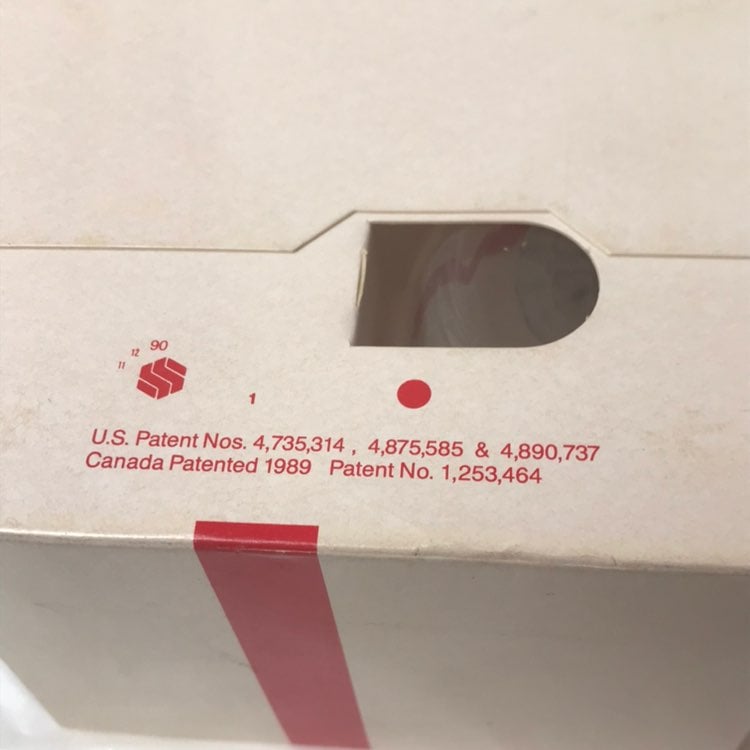 90
12
11
1
U.S. Patent Nos. 4,735,314 , 4,875,585 & 4,890,737
Canada Patented 1989 Patent No. 1,253,464